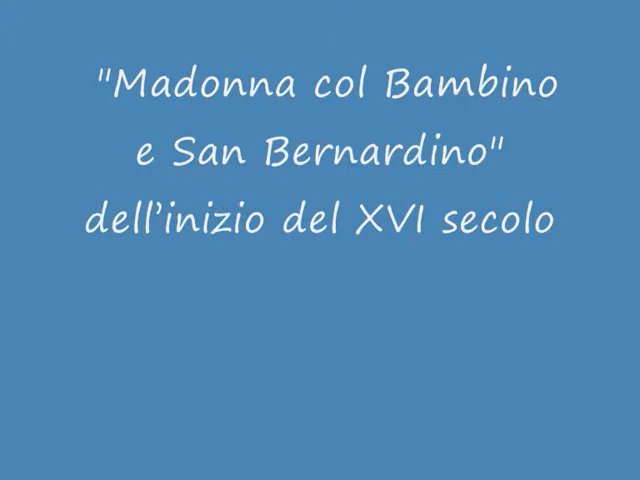 "Madonna col Bambino
e San Bernardino"
dell’inizio del XVI secolo